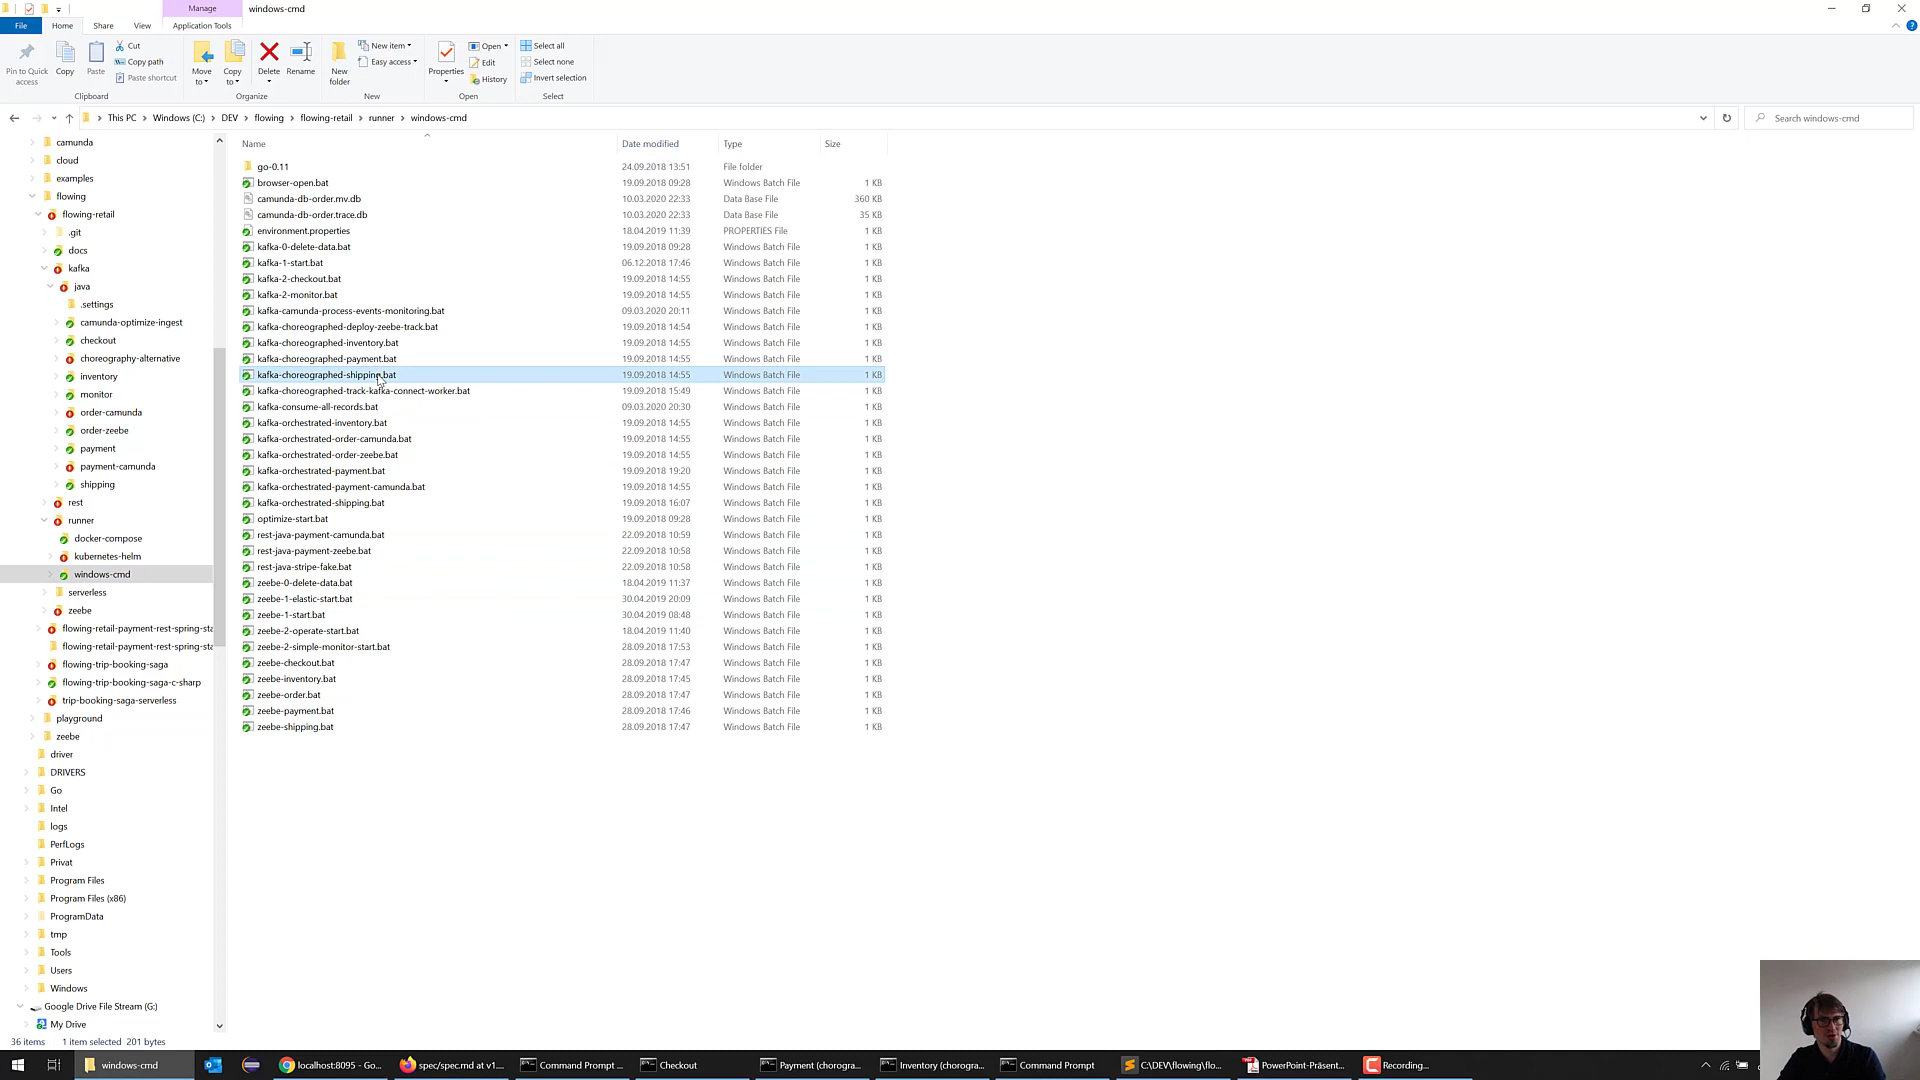 Manage
windows-cmd
File
Home
Share
View
Application Tools
Pin to Quick access
Copy
Paste
Cut
Copy path
Paste shortcut
Move to
Copy to
Delete
Rename
New folder
New item
Easy access
Properties
Open
Edit
History
Select all
Select none
Invert selection
Clipboard
Organize
New
Open
Select
This PC
Windows (C:)
DEV
flowing
flowing-retail
runner
windows-cmd
Search windows-cmd
camunda
cloud
examples
flowing
flowing-retail
.git
docs
kafka
java
.settings
camunda-optimize-ingest
checkout
choreography-alternative
inventory
monitor
order-camunda
order-zeebe
payment
payment-camunda
shipping
rest
runner
docker-compose
kubernetes-helm
windows-cmd
serverless
zeebe
flowing-retail-payment-rest-spring-sta
flowing-retail-payment-rest-spring-sta
flowing-trip-booking-saga
flowing-trip-booking-saga-c-sharp
trip-booking-saga-serverless
playground
zeebe
driver
DRIVERS
Go
Intel
logs
PerfLogs
Privat
Program Files
Program Files (x86)
ProgramData
tmp
Tools
Users
Windows
Google Drive File Stream (G:)
My Drive
Name Date modified Type Size
go-0.11 24.09.2018 13:51 File folder
browser-open.bat 19.09.2018 09:28 Windows Batch File 1 KB
camunda-db-order.mv.db 10.03.2020 22:33 Data Base File 360 KB
camunda-db-order.trace.db 10.03.2020 22:33 Data Base File 35 KB
environment.properties 18.04.2019 11:39 PROPERTIES File 1 KB
kafka-0-delete-data.bat 19.09.2018 09:28 Windows Batch File 1 KB
kafka-1-start.bat 06.12.2018 17:46 Windows Batch File 1 KB
kafka-2-checkout.bat 19.09.2018 14:55 Windows Batch File 1 KB
kafka-2-monitor.bat 19.09.2018 14:55 Windows Batch File 1 KB
kafka-camunda-process-events-monitoring.bat 09.03.2020 20:11 Windows Batch File 1 KB
kafka-choreographed-deploy-zeebe-track.bat 19.09.2018 14:54 Windows Batch File 1 KB
kafka-choreographed-inventory.bat 19.09.2018 14:55 Windows Batch File 1 KB
kafka-choreographed-payment.bat 19.09.2018 14:55 Windows Batch File 1 KB
kafka-choreographed-shipping.bat 19.09.2018 14:55 Windows Batch File 1 KB
kafka-choreographed-track-kafka-connect-worker.bat 19.09.2018 15:49 Windows Batch File 1 KB
kafka-consume-all-records.bat 09.03.2020 20:30 Windows Batch File 1 KB
kafka-orchestrated-inventory.bat 19.09.2018 14:55 Windows Batch File 1 KB
kafka-orchestrated-order-camunda.bat 19.09.2018 14:55 Windows Batch File 1 KB
kafka-orchestrated-order-zeebe.bat 19.09.2018 14:55 Windows Batch File 1 KB
kafka-orchestrated-payment.bat 19.09.2018 19:20 Windows Batch File 1 KB
kafka-orchestrated-payment-camunda.bat 19.09.2018 14:55 Windows Batch File 1 KB
kafka-orchestrated-shipping.bat 19.09.2018 16:07 Windows Batch File 1 KB
optimize-start.bat 19.09.2018 09:28 Windows Batch File 1 KB
rest-java-payment-camunda.bat 22.09.2018 10:59 Windows Batch File 1 KB
rest-java-payment-zeebe.bat 22.09.2018 10:58 Windows Batch File 1 KB
rest-java-stripe-fake.bat 22.09.2018 10:58 Windows Batch File 1 KB
zeebe-0-delete-data.bat 18.04.2019 11:37 Windows Batch File 1 KB
zeebe-1-elastic-start.bat 30.04.2019 20:09 Windows Batch File 1 KB
zeebe-1-start.bat 30.04.2019 08:48 Windows Batch File 1 KB
zeebe-2-operate-start.bat 18.04.2019 11:40 Windows Batch File 1 KB
zeebe-2-simple-monitor-start.bat 28.09.2018 17:53 Windows Batch File 1 KB
zeebe-checkout.bat 28.09.2018 17:47 Windows Batch File 1 KB
zeebe-inventory.bat 28.09.2018 17:45 Windows Batch File 1 KB
zeebe-order.bat 28.09.2018 17:47 Windows Batch File 1 KB
zeebe-payment.bat 28.09.2018 17:46 Windows Batch File 1 KB
zeebe-shipping.bat 28.09.2018 17:47 Windows Batch File 1 KB
36 items 1 item selected 201 bytes
windows-cmd
localhost:8095 - Go...
spec/spec.md at v1....
Command Prompt ...
Checkout
Payment (chorogra...
Inventory (chorogra...
Command Prompt
C:\DEV\flowing\flo...
PowerPoint-Präsent...
Recording...